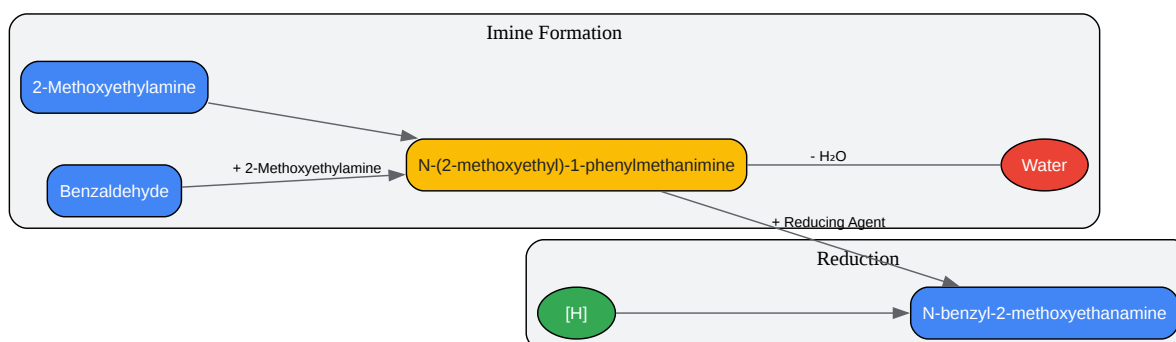 Imine Formation
2-Methoxyethylamine
+ 2-Methoxyethylamine
Benzaldehyde
N-(2-methoxyethyl)-1-phenylmethanimine
- H₂O
Water
+ Reducing Agent
Reduction
[H]
N-benzyl-2-methoxyethanamine